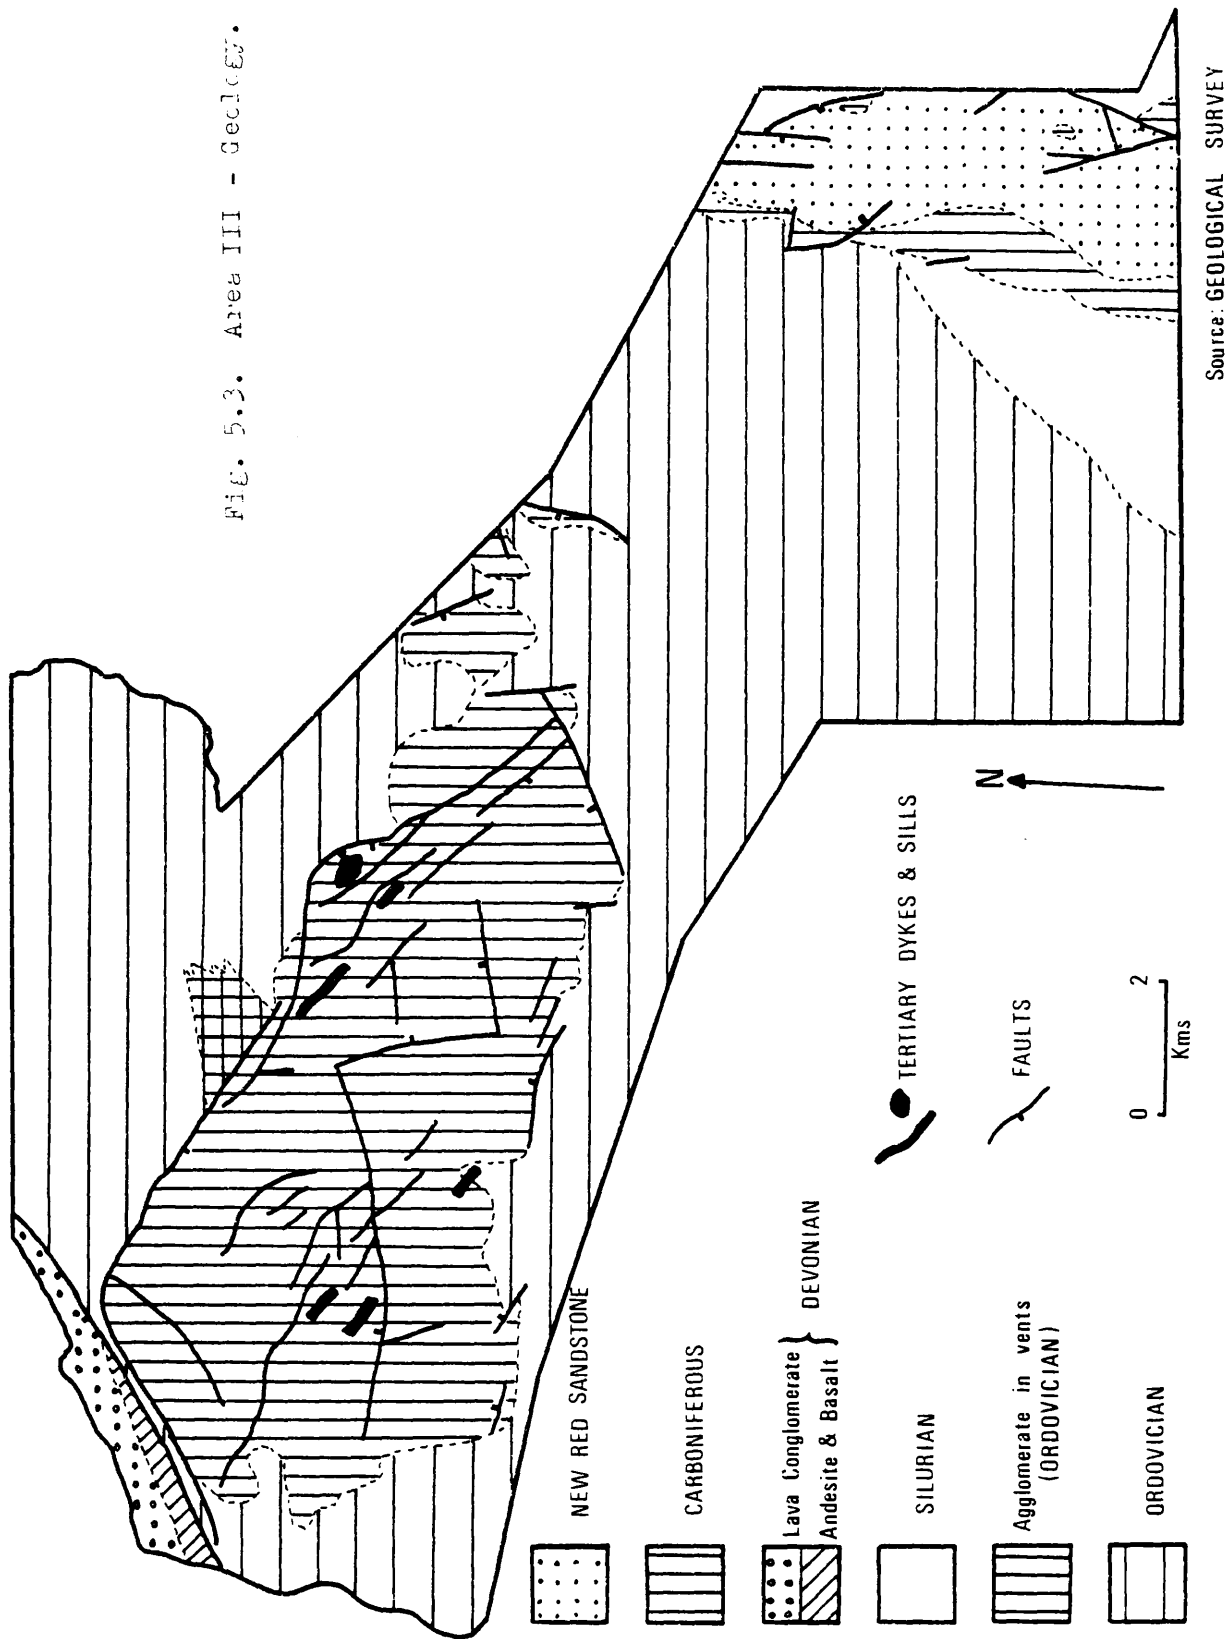 Fig. 5.3. Area III - Geology.
NEW RED SANDSTONE
CARBONIFEROUS
Lava Conglomerate } DEVONIAN
Andesite & Basalt }
SILURIAN
Agglomerate in vents
(ORDOVICIAN)
ORDOVICIAN
TERTIARY DYKES & SILLS
FAULTS
N
0 2
Kms
Source: GEOLOGICAL SURVEY